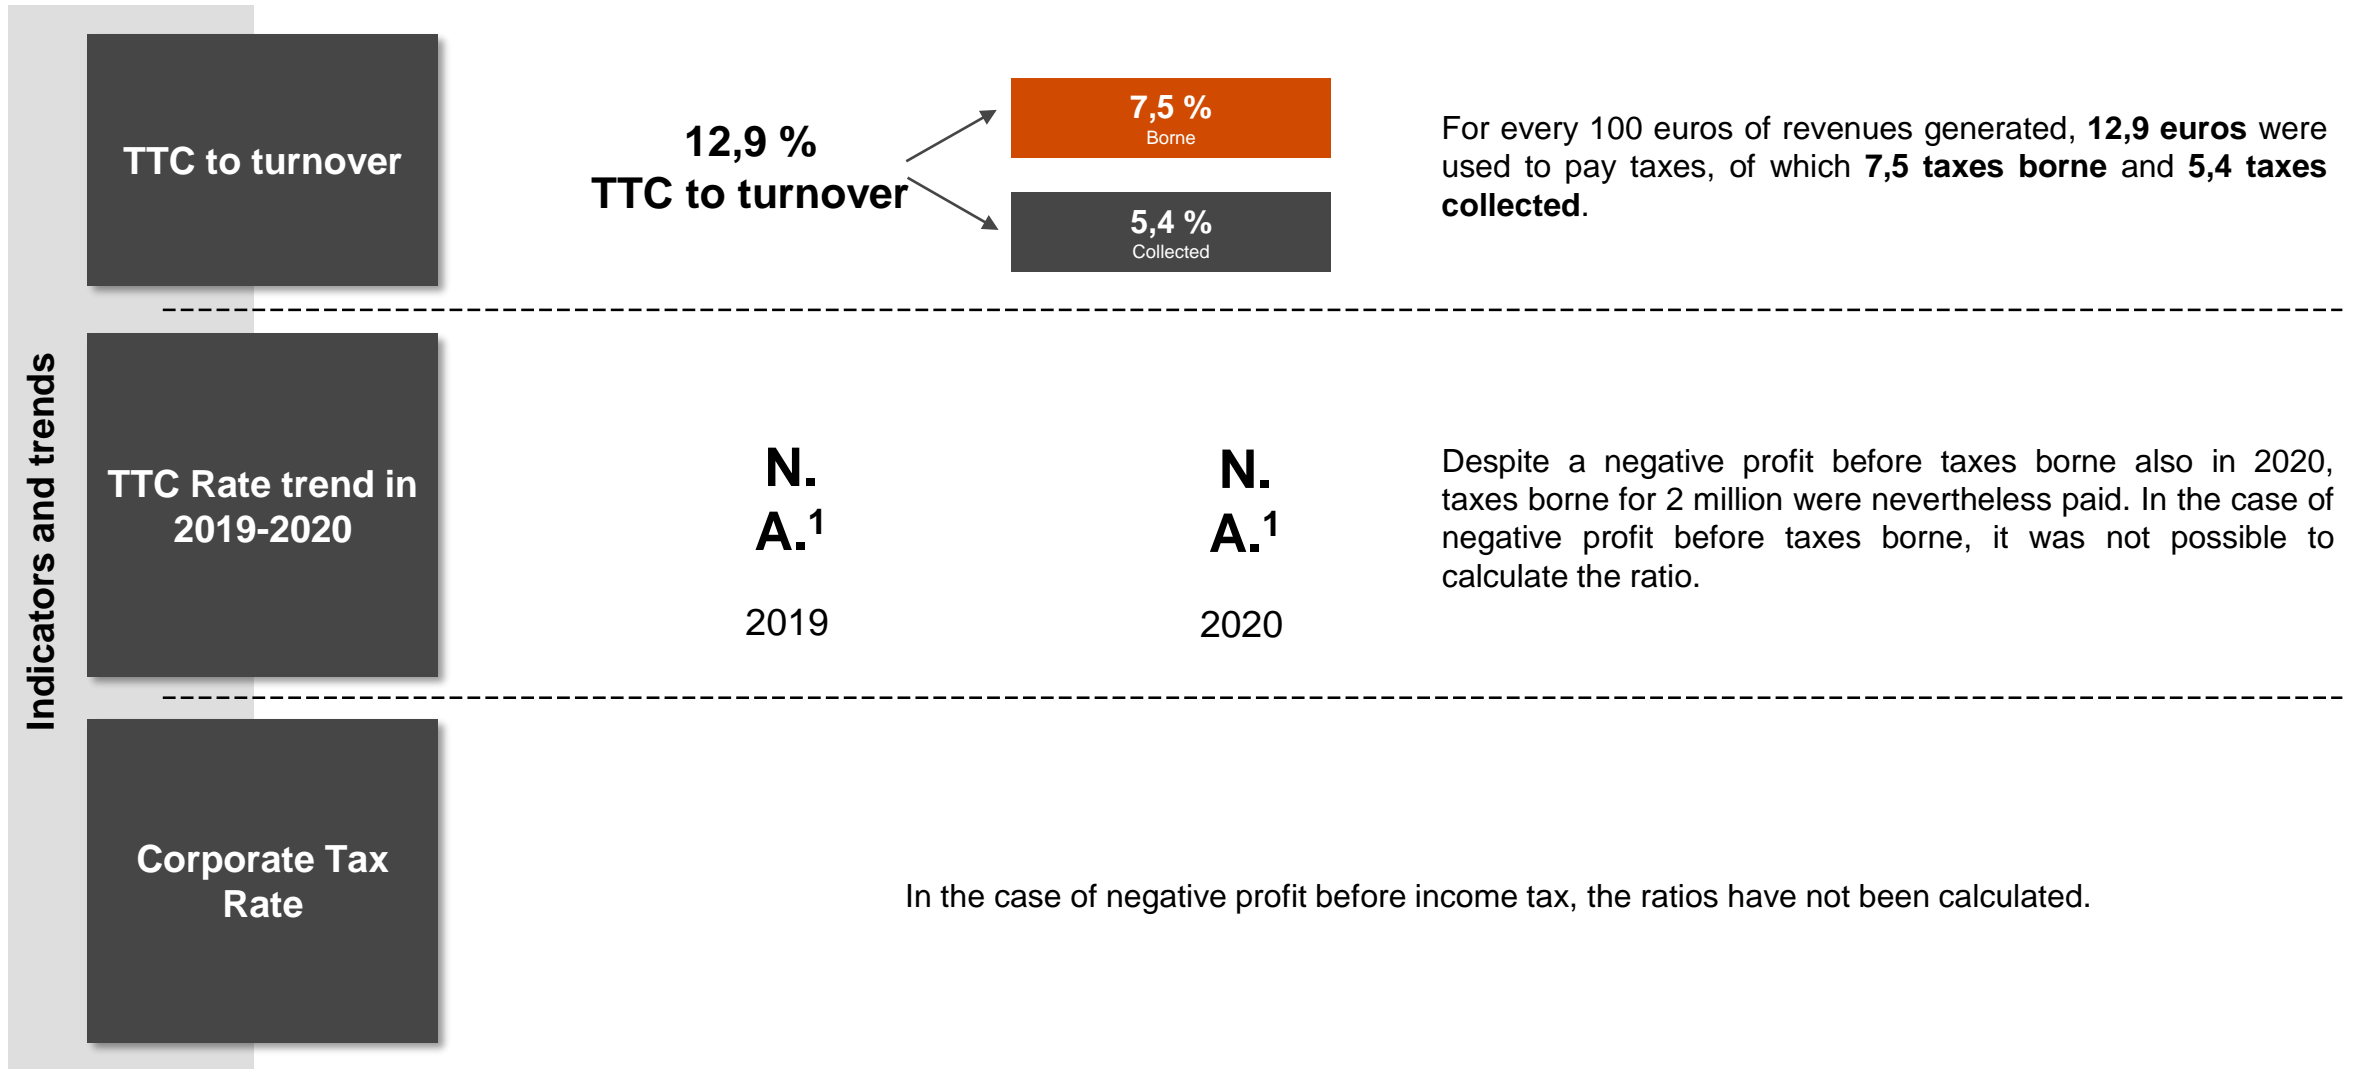 Indicators and trends
TTC to turnover
12,9 %
TTC to turnover
7,5 %
Borne
5,4 %
Collected
For every 100 euros of revenues generated, 12,9 euros were
used to pay taxes, of which 7,5 taxes borne and 5,4 taxes
collected.
TTC Rate trend in
2019-2020
N.
A.1
2019
N.
A.1
2020
Despite a negative profit before taxes borne also in 2020,
taxes borne for 2 million were nevertheless paid. In the case of
negative profit before taxes borne, it was not possible to
calculate the ratio.
Corporate Tax
Rate
In the case of negative profit before income tax, the ratios have not been calculated.